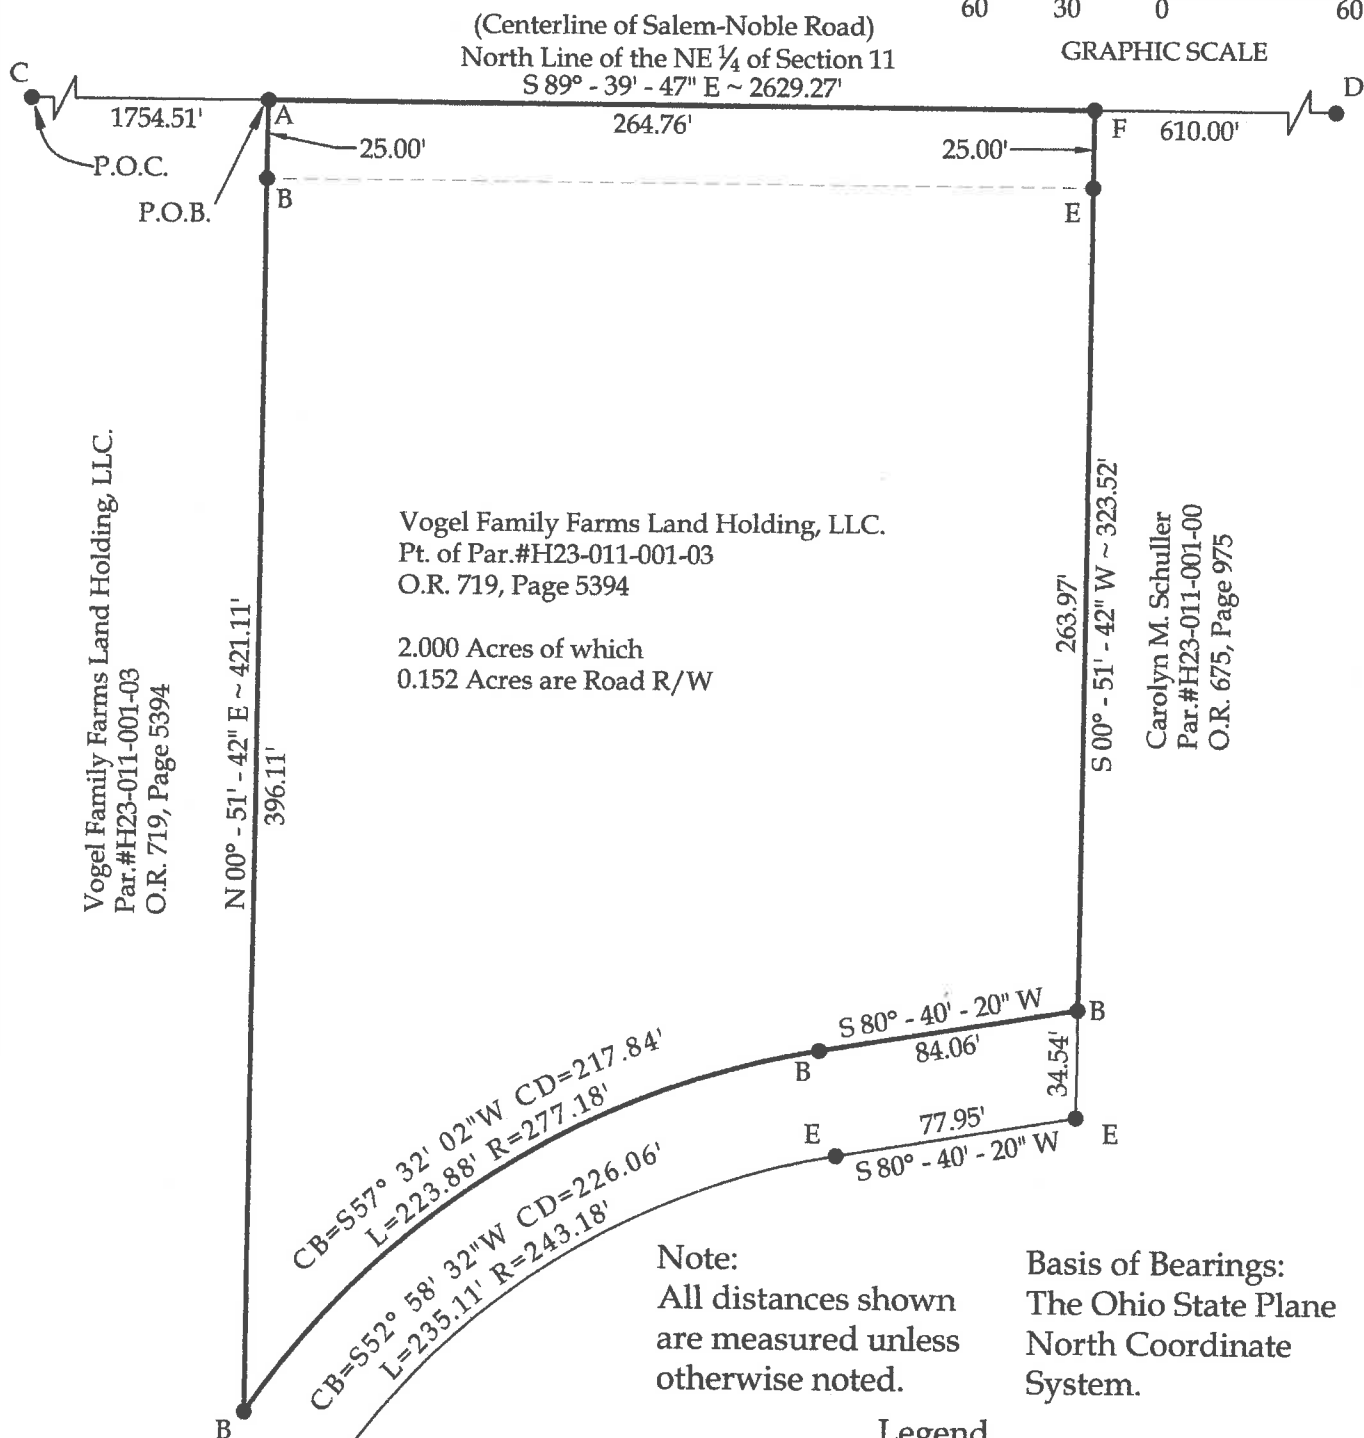 60 30 0 60
GRAPHIC SCALE
(Centerline of Salem-Noble Road)
North Line of the NE ¼ of Section 11
S 89° - 39' - 47" E ~ 2629.27'
C
D
1754.51'
A
264.76'
F
610.00'
P.O.C.
25.00'
25.00'
P.O.B.
B
E
Vogel Family Farms Land Holding, LLC.
Par.#H23-011-001-03
O.R. 719, Page 5394
N 00° - 51' - 42" E ~ 421.11'
396.11'
Vogel Family Farms Land Holding, LLC.
Pt. of Par.#H23-011-001-03
O.R. 719, Page 5394
2.000 Acres of which
0.152 Acres are Road R/W
263.97'
S 00° - 51' - 42" W ~ 323.52'
Carolyn M. Schuller
Par.#H23-011-001-00
O.R. 675, Page 975
S 80° - 40' - 20" W
84.06'
B
B
34.54'
CB=S57° 32' 02"W CD=217.84'
L=223.88' R=277.18'
77.95'
S 80° - 40' - 20" W
E
E
CB=S52° 58' 32"W CD=226.06'
L=235.11' R=243.18'
B
Note:
All distances shown
are measured unless
otherwise noted.
Basis of Bearings:
The Ohio State Plane
North Coordinate
System.
Legend